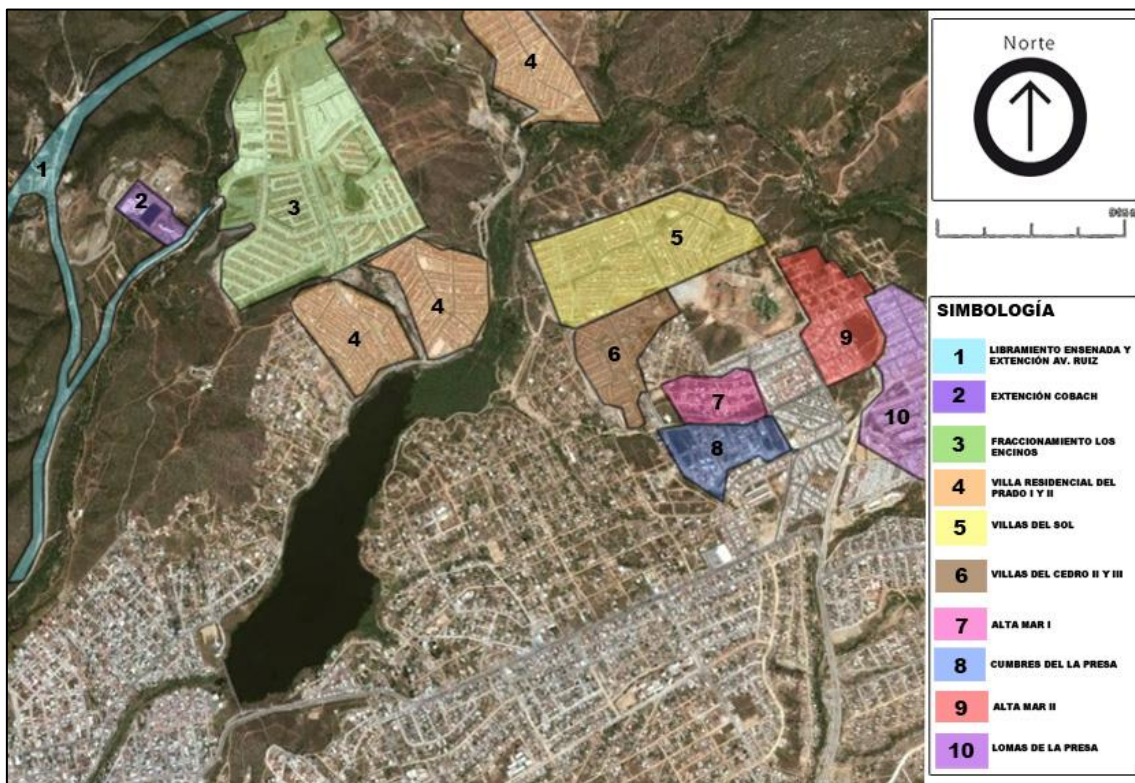 1
2
3
4
4
4
5
6
7
8
9
10
Norte
SIMBOLOGÍA
1 LIBRAMIENTO ENSENADA Y
EXTENCIÓN AV. RUIZ
2 EXTENCIÓN COBACH
3 FRACCIONAMIENTO LOS
ENCINOS
4 VILLA RESIDENCIAL DEL
PRADO I Y II
5 VILLAS DEL SOL
6 VILLAS DEL CEDRO II Y III
7 ALTA MAR I
8 CUMBRES DEL LA PRESA
9 ALTA MAR II
10 LOMAS DE LA PRESA